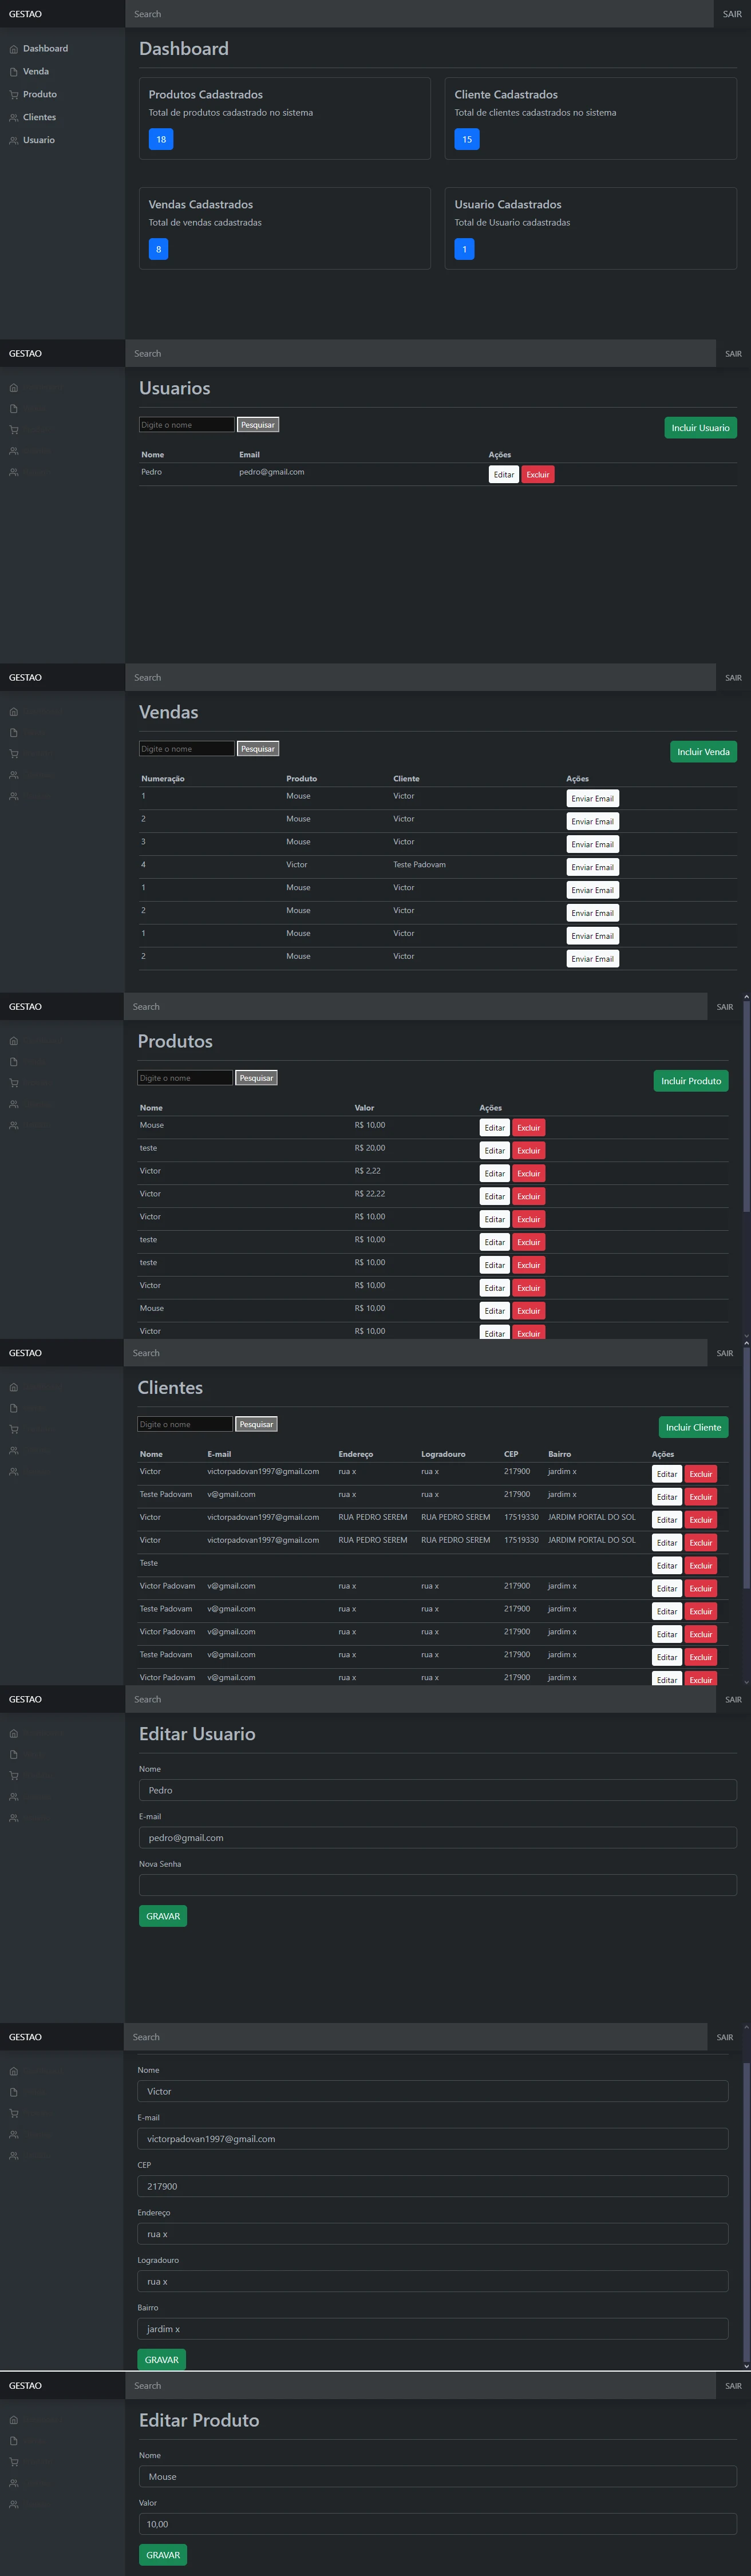 GESTAO
Search
SAIR
Dashboard
Venda
Produto
Clientes
Usuario
Dashboard
Produtos Cadastrados
Total de produtos cadastrado no sistema
18
Cliente Cadastrados
Total de clientes cadastrados no sistema
15
Vendas Cadastrados
Total de vendas cadastradas
8
Usuario Cadastrados
Total de Usuario cadastradas
1
GESTAO
Search
SAIR
Usuarios
Digite o nome Pesquisar
Incluir Usuario
Nome Email Ações
Pedro pedro@gmail.com Editar Excluir
GESTAO
Search
SAIR
Vendas
Digite o nome Pesquisar
Incluir Venda
Numeração Produto Cliente Ações
1 Mouse Victor Enviar Email
2 Mouse Victor Enviar Email
3 Mouse Victor Enviar Email
4 Victor Teste Padovam Enviar Email
1 Mouse Victor Enviar Email
2 Mouse Victor Enviar Email
1 Mouse Victor Enviar Email
2 Mouse Victor Enviar Email
GESTAO
Search
SAIR
Produtos
Digite o nome Pesquisar
Incluir Produto
Nome Valor Ações
Mouse R$ 10,00 Editar Excluir
teste R$ 20,00 Editar Excluir
Victor R$ 2,22 Editar Excluir
Victor R$ 22,22 Editar Excluir
Victor R$ 10,00 Editar Excluir
teste R$ 10,00 Editar Excluir
teste R$ 10,00 Editar Excluir
Victor R$ 10,00 Editar Excluir
Mouse R$ 10,00 Editar Excluir
Victor R$ 10,00 Editar Excluir
GESTAO
Search
SAIR
Clientes
Digite o nome Pesquisar
Incluir Cliente
Nome E-mail Endereço Logradouro CEP Bairro Ações
Victor victorpadovan1997@gmail.com rua x rua x 217900 jardim x Editar Excluir
Teste Padovam v@gmail.com rua x rua x 217900 jardim x Editar Excluir
Victor victorpadovan1997@gmail.com RUA PEDRO SEREM RUA PEDRO SEREM 17519330 JARDIM PORTAL DO SOL Editar Excluir
Victor victorpadovan1997@gmail.com RUA PEDRO SEREM RUA PEDRO SEREM 17519330 JARDIM PORTAL DO SOL Editar Excluir
Teste Editar Excluir
Victor Padovam v@gmail.com rua x rua x 217900 jardim x Editar Excluir
Teste Padovam v@gmail.com rua x rua x 217900 jardim x Editar Excluir
Victor Padovam v@gmail.com rua x rua x 217900 jardim x Editar Excluir
Teste Padovam v@gmail.com rua x rua x 217900 jardim x Editar Excluir
Victor Padovam v@gmail.com rua x rua x 217900 jardim x Editar Excluir
GESTAO
Search
SAIR
Editar Usuario
Nome
Pedro
E-mail
pedro@gmail.com
Nova Senha
GRAVAR
GESTAO
Search
SAIR
Nome
Victor
E-mail
victorpadovan1997@gmail.com
CEP
217900
Endereço
rua x
Logradouro
rua x
Bairro
jardim x
GRAVAR
GESTAO
Search
SAIR
Editar Produto
Nome
Mouse
Valor
10,00
GRAVAR